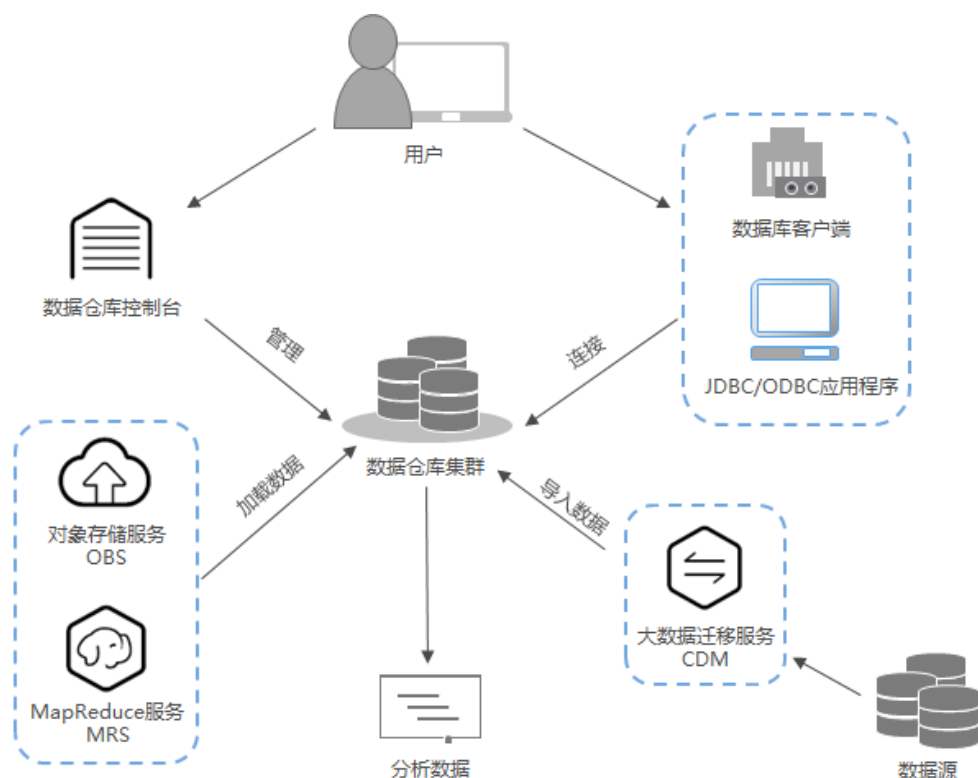 用户
数据库客户端
数据仓库控制台
管理
连接
JDBC/ODBC应用程序
数据仓库集群
加载数据
导入数据
对象存储服务
OBS
大数据迁移服务
CDM
MapReduce服务
MRS
分析数据
数据源